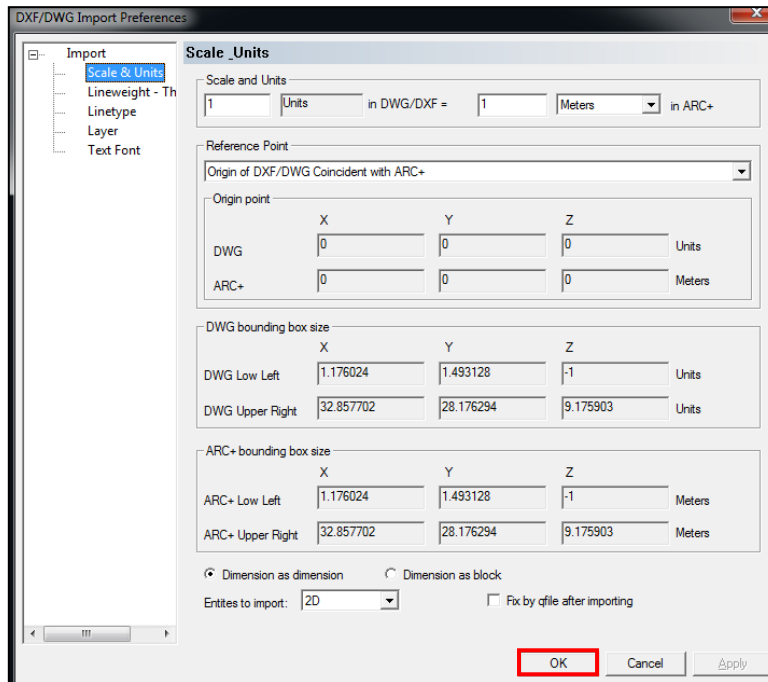 DXF/DWG Import Preferences
Import
Scale & Units
Lineweight - Th
Linetype
Layer
Text Font
Scale _Units
Scale and Units
1 Units in DWG/DXF = 1 Meters in ARC+
Reference Point
Origin of DXF/DWG Coincident with ARC+
Origin point
X Y Z
DWG 0 0 0 Units
ARC+ 0 0 0 Meters
DWG bounding box size
X Y Z
DWG Low Left 1.176024 1.493128 -1 Units
DWG Upper Right 32.857702 28.176294 9.175903 Units
ARC+ bounding box size
X Y Z
ARC+ Low Left 1.176024 1.493128 -1 Meters
ARC+ Upper Right 32.857702 28.176294 9.175903 Meters
Dimension as dimension Dimension as block
Entites to import: 2D Fix by qfile after importing
OK Cancel Apply